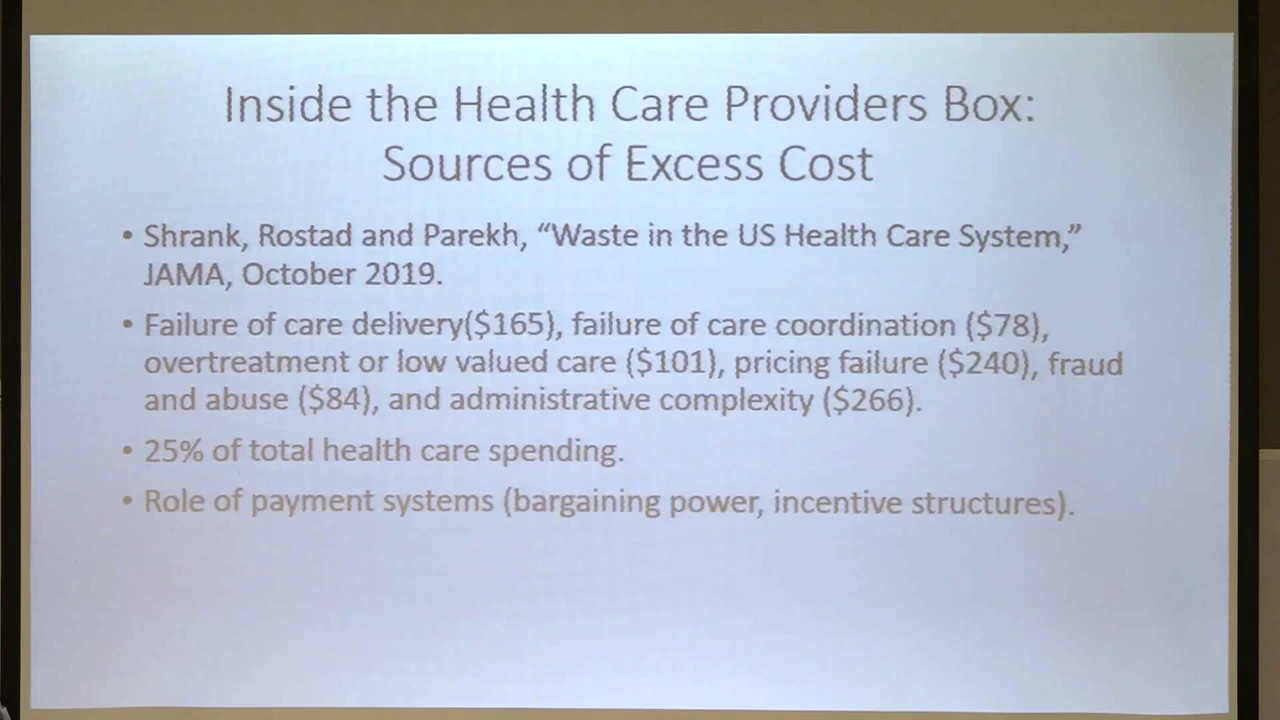 Inside the Health Care Providers Box:
Sources of Excess Cost
• Shrank, Rostad and Parekh, “Waste in the US Health Care System,”
JAMA, October 2019.
• Failure of care delivery($165), failure of care coordination ($78),
overtreatment or low valued care ($101), pricing failure ($240), fraud
and abuse ($84), and administrative complexity ($266).
• 25% of total health care spending.
• Role of payment systems (bargaining power, incentive structures).